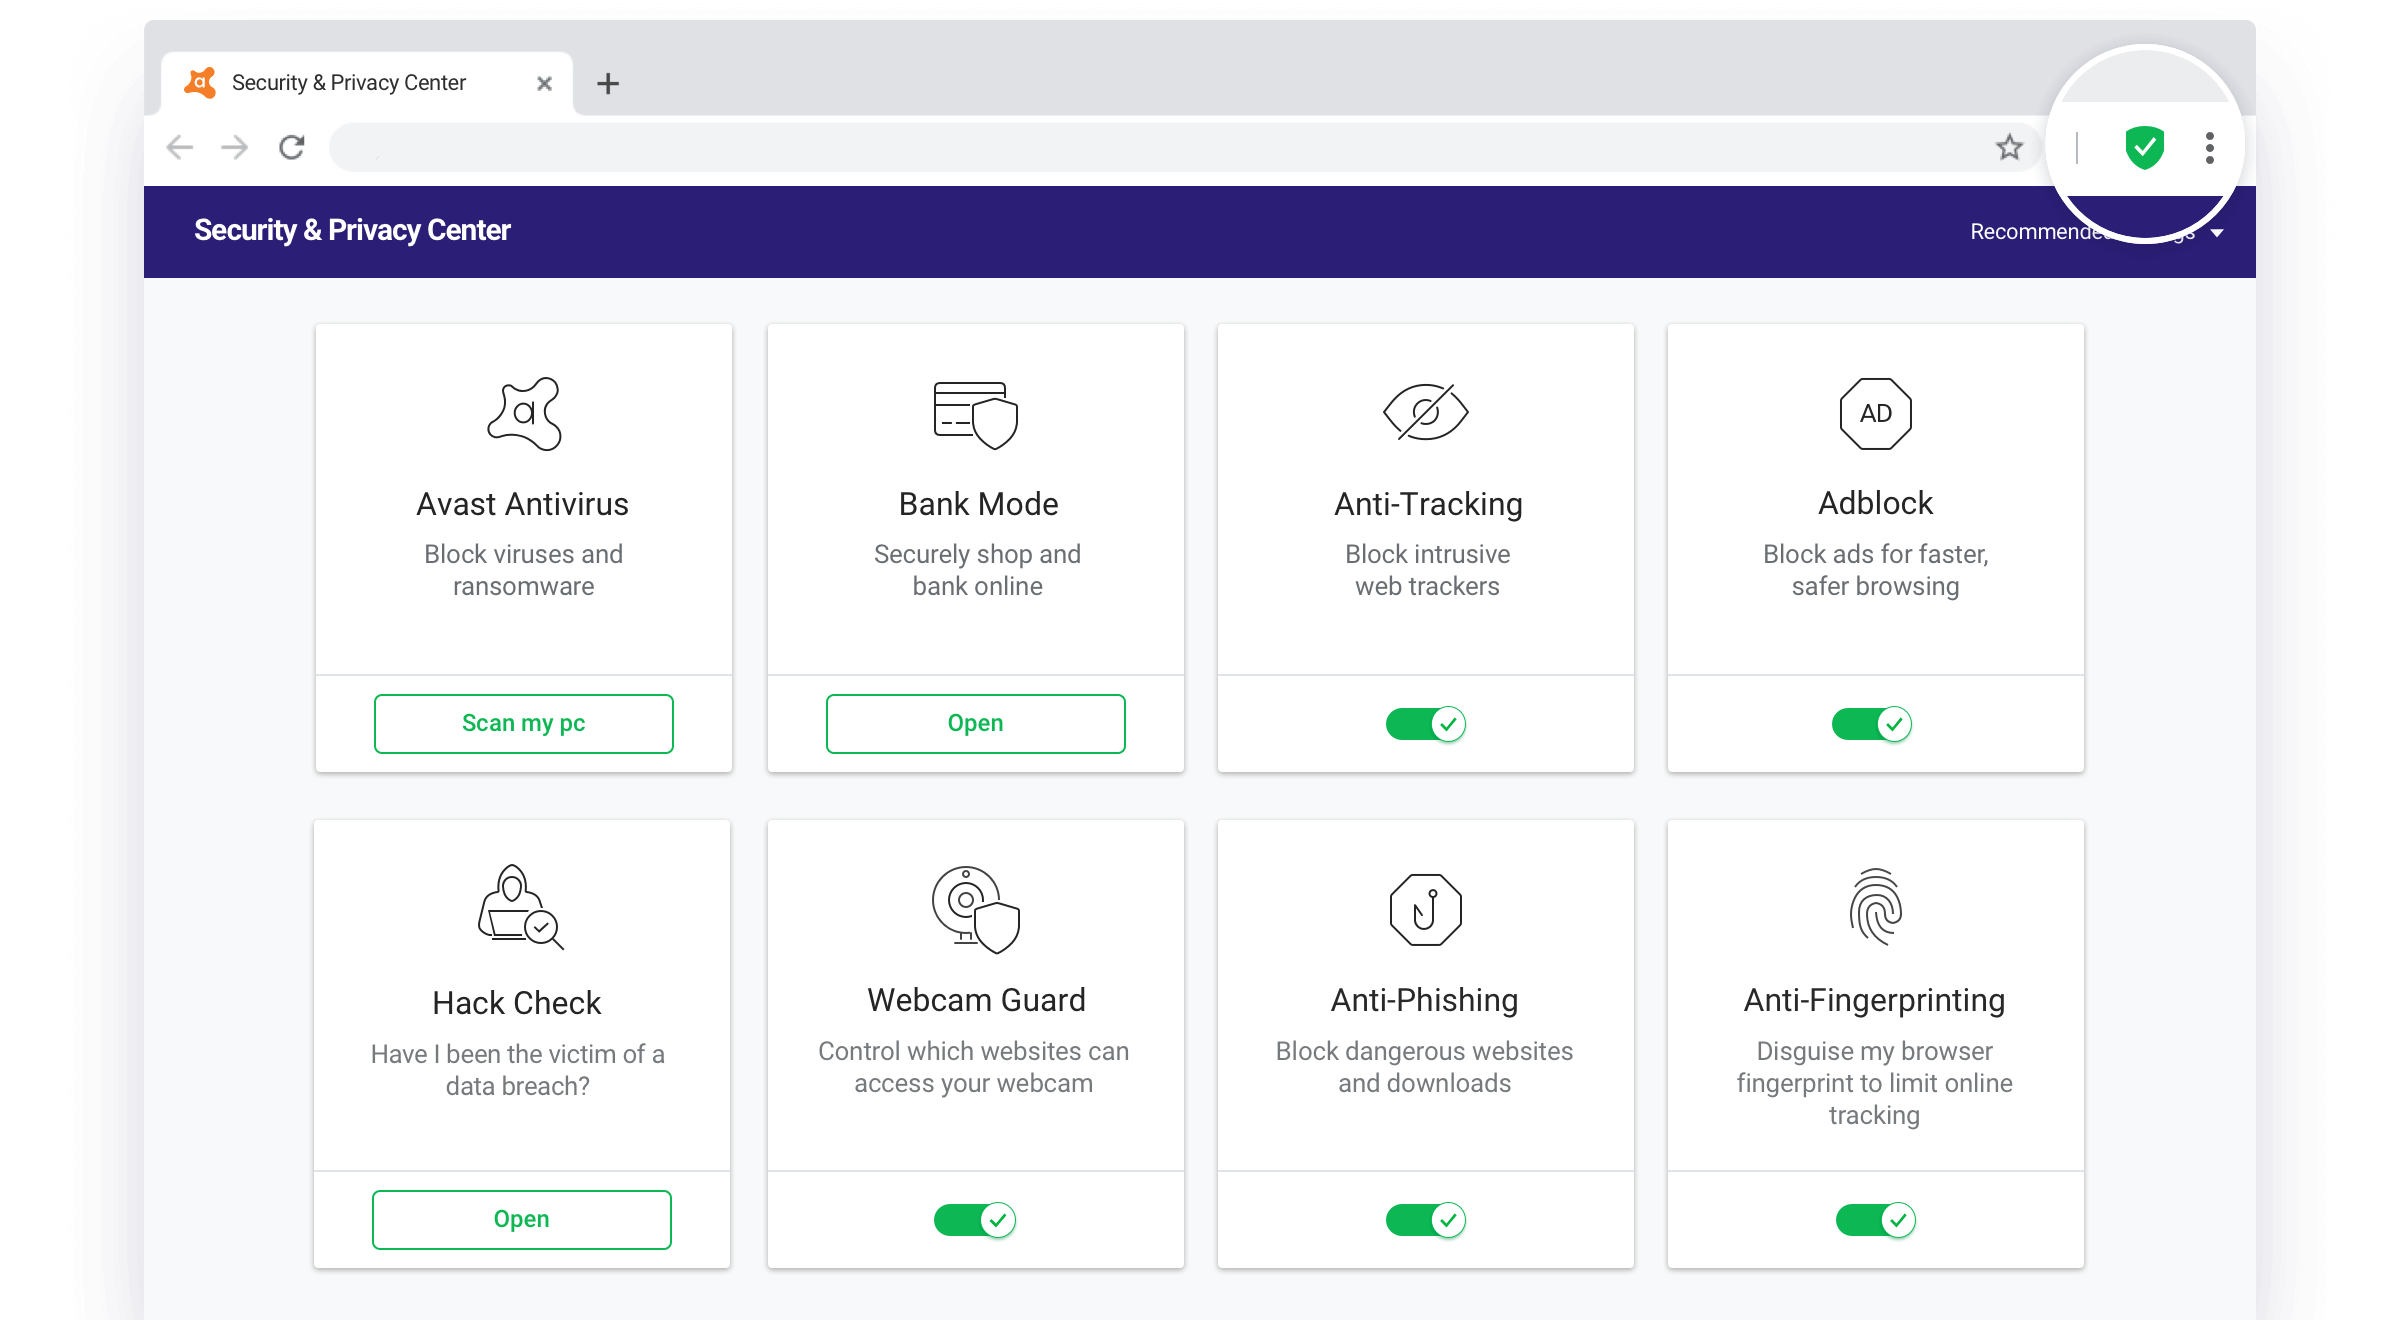 Security & Privacy Center
Security & Privacy Center
Recommended
a
Avast Antivirus
Block viruses and
ransomware
Scan my pc
Bank Mode
Securely shop and
bank online
Open
Anti-Tracking
Block intrusive
web trackers
AD
Adblock
Block ads for faster,
safer browsing
Hack Check
Have I been the victim of a
data breach?
Open
Webcam Guard
Control which websites can
access your webcam
Anti-Phishing
Block dangerous websites
and downloads
Anti-Fingerprinting
Disguise my browser
fingerprint to limit online
tracking